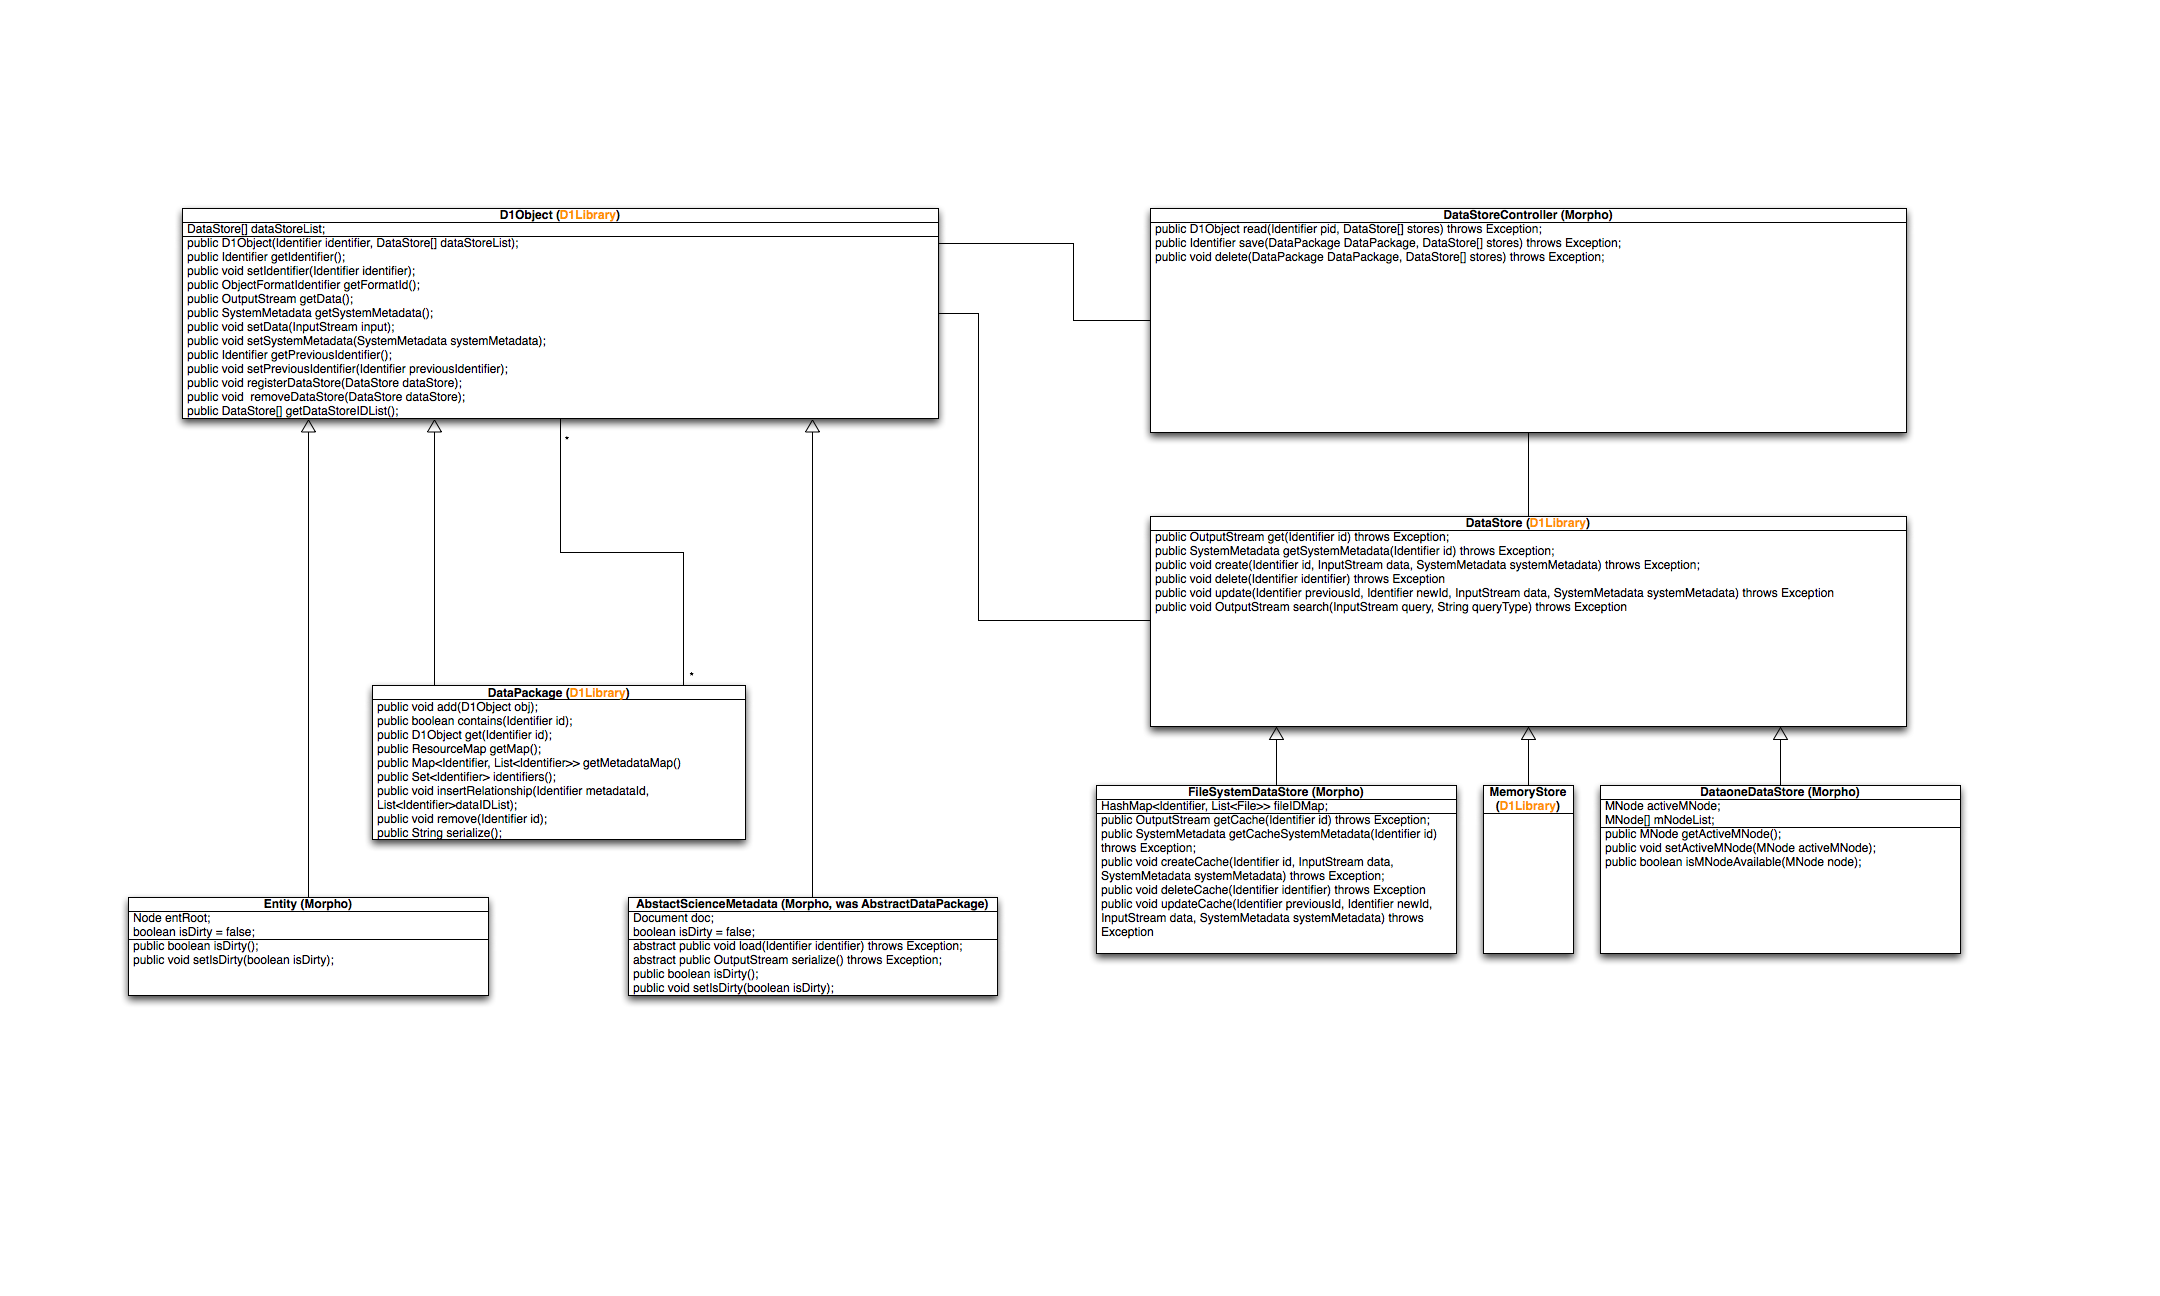 D1Object (D1Library)
DataStore[] dataStoreList;
public D1Object(Identifier identifier, DataStore[] dataStoreList);
public Identifier getIdentifier();
public void setIdentifier(Identifier identifier);
public ObjectFormatIdentifier getFormatId();
public OutputStream getData();
public SystemMetadata getSystemMetadata();
public void setData(InputStream input);
public void setSystemMetadata(SystemMetadata systemMetadata);
public Identifier getPreviousIdentifier();
public void setPreviousIdentifier(Identifier previousIdentifier);
public void registerDataStore(DataStore dataStore);
public void  removeDataStore(DataStore dataStore);
public DataStore[] getDataStoreIDList();
*
DataStoreController (Morpho)
public D1Object read(Identifier pid, DataStore[] stores) throws Exception;
public Identifier save(DataPackage DataPackage, DataStore[] stores) throws Exception;
public void delete(DataPackage DataPackage, DataStore[] stores) throws Exception;
DataStore (D1Library)
public OutputStream get(Identifier id) throws Exception;
public SystemMetadata getSystemMetadata(Identifier id) throws Exception;
public void create(Identifier id, InputStream data, SystemMetadata systemMetadata) throws Exception;
public void delete(Identifier identifier) throws Exception
public void update(Identifier previousId, Identifier newId, InputStream data, SystemMetadata systemMetadata) throws Exception
public void OutputStream search(InputStream query, String queryType) throws Exception
*
DataPackage (D1Library)
public void add(D1Object obj);
public boolean contains(Identifier id);
public D1Object get(Identifier id);
public ResourceMap getMap();
public Map<Identifier, List<Identifier>> getMetadataMap()
public Set<Identifier> identifiers();
public void insertRelationship(Identifier metadataId,
List<Identifier>dataIDList);
public void remove(Identifier id);
public String serialize();
FileSystemDataStore (Morpho)
HashMap<Identifier, List<File>> fileIDMap;
public OutputStream getCache(Identifier id) throws Exception;
public SystemMetadata getCacheSystemMetadata(Identifier id)
throws Exception;
public void createCache(Identifier id, InputStream data,
SystemMetadata systemMetadata) throws Exception;
public void deleteCache(Identifier identifier) throws Exception
public void updateCache(Identifier previousId, Identifier newId,
InputStream data, SystemMetadata systemMetadata) throws
Exception
MemoryStore
(D1Library)
DataoneDataStore (Morpho)
MNode activeMNode;
MNode[] mNodeList;
public MNode getActiveMNode();
public void setActiveMNode(MNode activeMNode);
public boolean isMNodeAvailable(MNode node);
Entity (Morpho)
Node entRoot;
boolean isDirty = false;
public boolean isDirty();
public void setIsDirty(boolean isDirty);
AbstactScienceMetadata (Morpho, was AbstractDataPackage)
Document doc;
boolean isDirty = false;
abstract public void load(Identifier identifier) throws Exception;
abstract public OutputStream serialize() throws Exception;
public boolean isDirty();
public void setIsDirty(boolean isDirty);